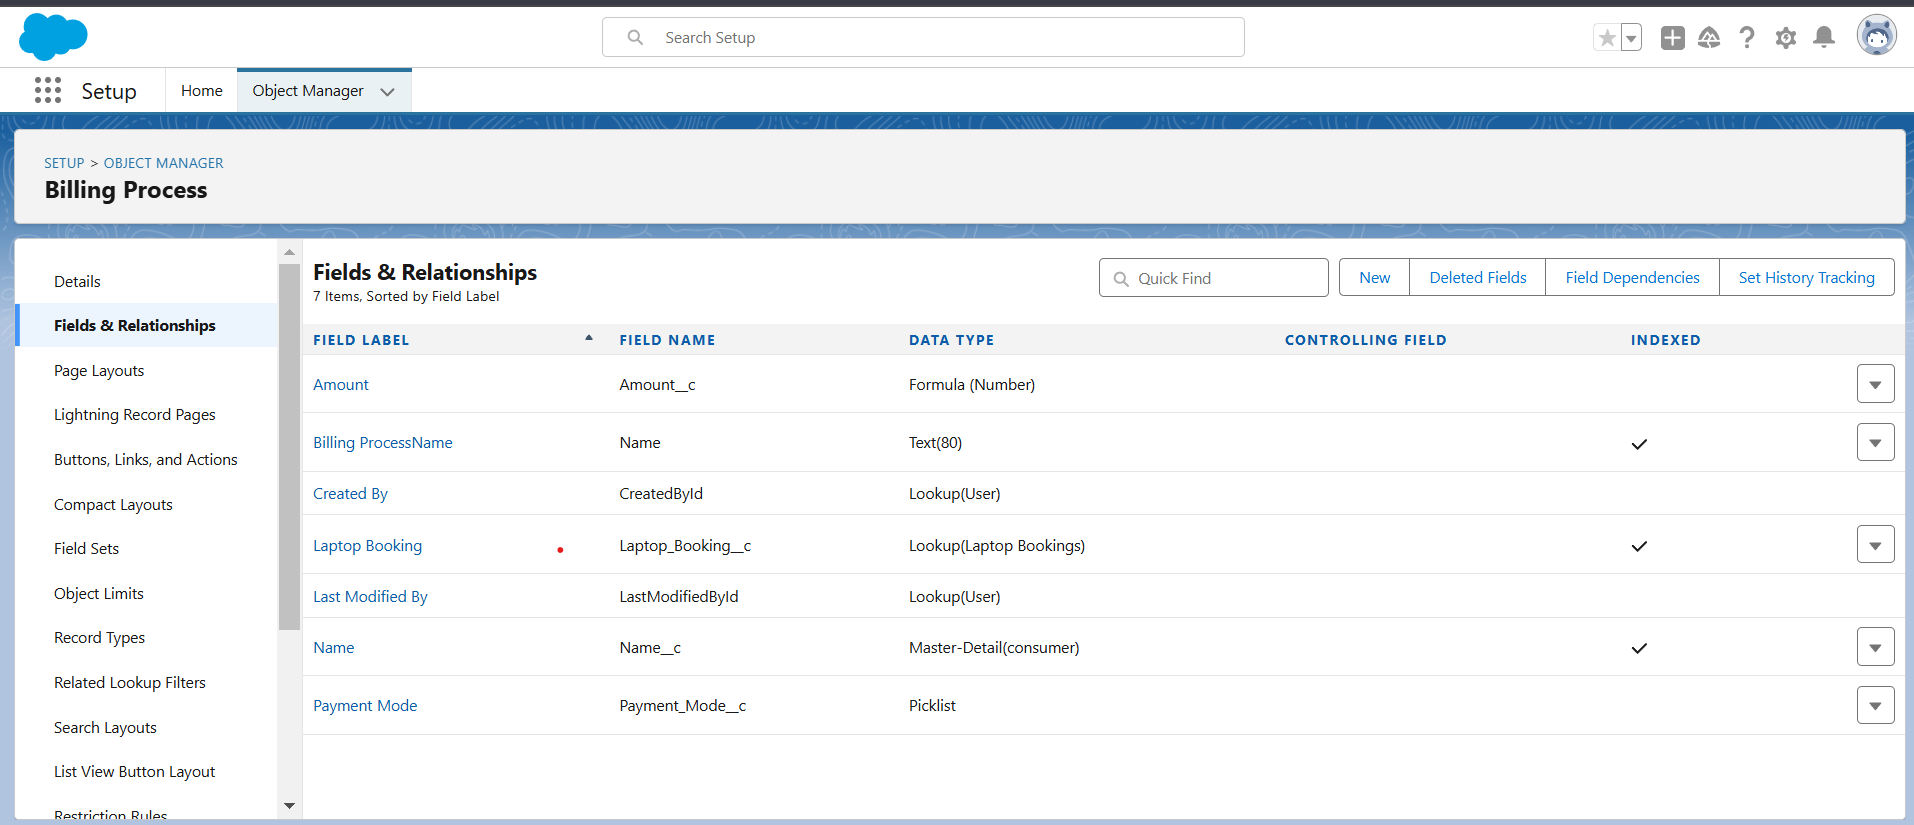 Search Setup
Setup
Home
Object Manager
SETUP > OBJECT MANAGER
Billing Process
Details
Fields & Relationships
Page Layouts
Lightning Record Pages
Buttons, Links, and Actions
Compact Layouts
Field Sets
Object Limits
Record Types
Related Lookup Filters
Search Layouts
List View Button Layout
Restriction Rules
Fields & Relationships
7 Items, Sorted by Field Label
Quick Find
New
Deleted Fields
Field Dependencies
Set History Tracking
FIELD LABEL FIELD NAME DATA TYPE CONTROLLING FIELD INDEXED
Amount Amount__c Formula (Number)
Billing ProcessName Name Text(80)
Created By CreatedById Lookup(User)
Laptop Booking Laptop_Booking__c Lookup(Laptop Bookings)
Last Modified By LastModifiedById Lookup(User)
Name Name__c Master-Detail(consumer)
Payment Mode Payment_Mode__c Picklist